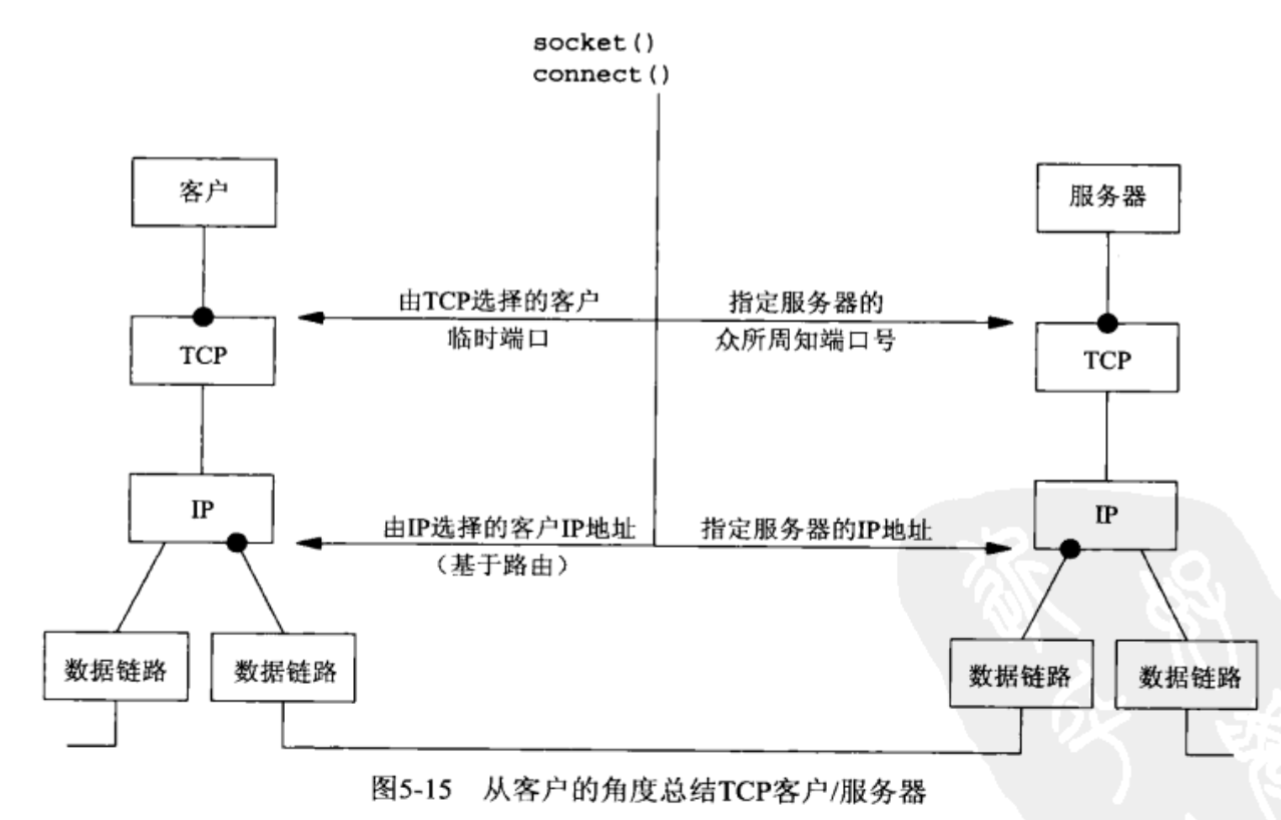 socket()
connect()
客户
服务器
由TCP选择的客户
临时端口
指定服务器的
众所周知端口号
TCP
TCP
IP
IP
由IP选择的客户IP地址
（基于路由）
指定服务器的IP地址
数据链路
数据链路
数据链路
数据链路
图5-15 从客户的角度总结TCP客户/服务器